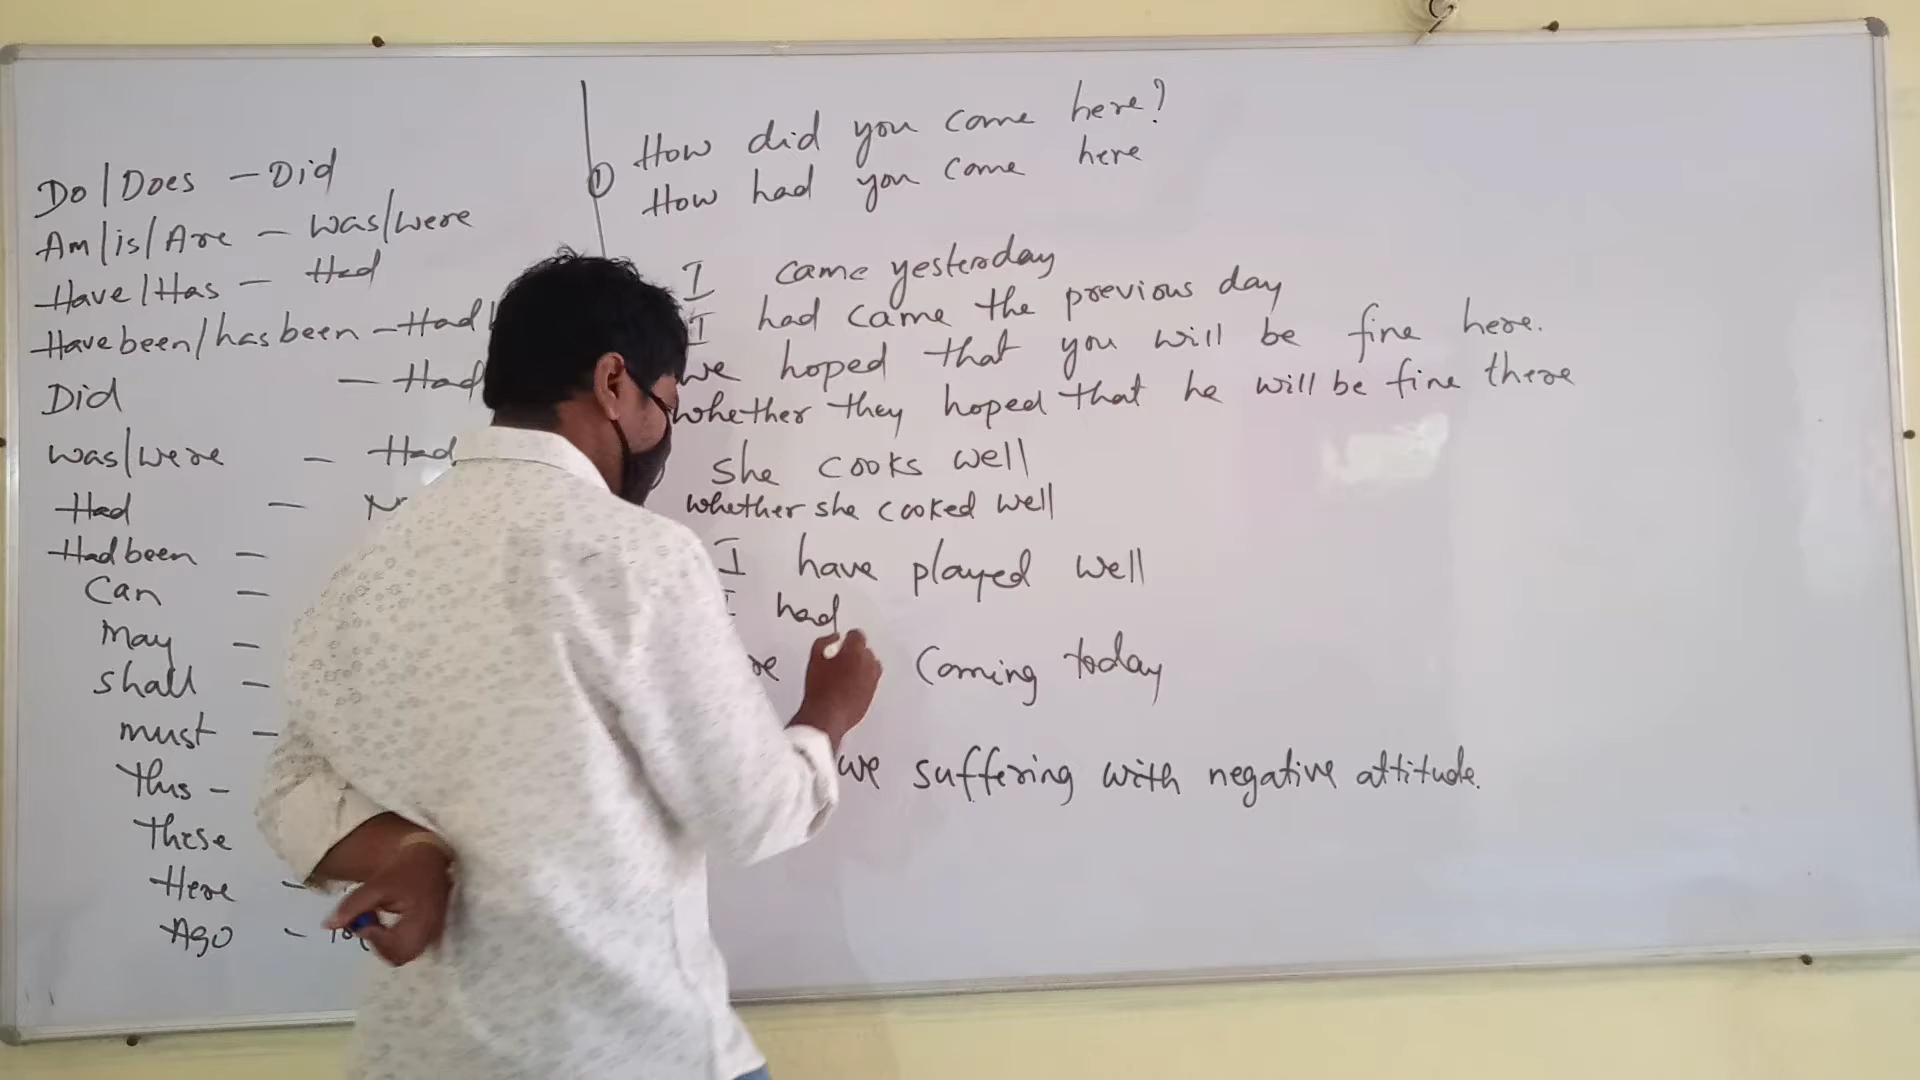 Do/Does - Did
Am/is/Are - was/were
Have/Has - Had
Have been/has been - Had
Did - Had
was/were - Had
Had -
Had been -
Can -
May -
Shall -
must -
This -
These
Here -
Ago -
① How did you come here?
How had you come here
I came yesterday
I had came the previous day
we hoped that you will be fine here.
whether they hoped that he will be fine there
She cooks well
whether she cooked well
I have played well
I had
coming today
we suffering with negative attitude.